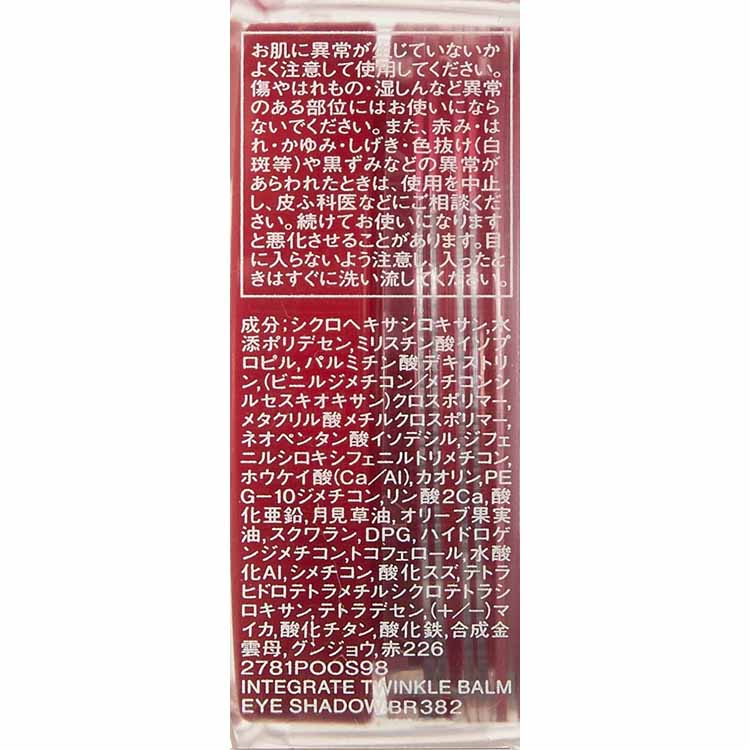 お肌に異常が生じていないか
よく注意して使用してください。
傷やはれもの・湿しんなど異常
のある部位にはお使いになら
ないでください。また、赤み・は
れ・かゆみ・しげき・色抜け(白
斑等)や黒ずみなどの異常が
あらわれたときは、使用を中止
し、皮ふ科医などにご相談くだ
さい。続けてお使いになります
と悪化させることがあります。目
に入らないよう注意し、入ったと
きはすぐに洗い流してください。
成分;シクロヘキサシロキサン,水
添ポリデセン,ミリスチン酸イソプ
ロピル,パルミチン酸デキストリ
ン,(ビニルジメチコン/メチコンシ
ルセスキオキサン)クロスポリマー,
メタクリル酸メチルクロスポリマー,
ネオペンタン酸イソデシル,ジフェ
ニルシロキシフェニルトリメチコン,
ホウケイ酸(Ca/Al),カオリン,PE
G-10ジメチコン,リン酸2Ca,酸
化亜鉛,月見草油,オリーブ果実
油,スクワラン,DPG,ハイドロゲ
ンジメチコン,トコフェロール,水酸
化Al,シメチコン,酸化スズ,テトラ
ヒドロテトラメチルシクロテトラシ
ロキサン,テトラデセン,(+/-)マ
イカ,酸化チタン,酸化鉄,合成金
雲母,グンジョウ,赤226
2781POOS98
INTEGRATE TWINKLE BALM
EYE SHADOW BR382